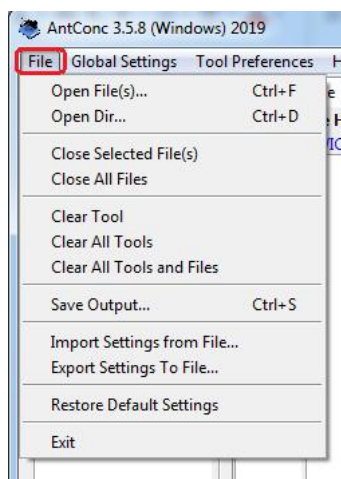 AntConc 3.5.8 (Windows) 2019
File Global Settings Tool Preferences H
Open File(s)... Ctrl+F
Open Dir... Ctrl+D
Close Selected File(s)
Close All Files
Clear Tool
Clear All Tools
Clear All Tools and Files
Save Output... Ctrl+S
Import Settings from File...
Export Settings To File...
Restore Default Settings
Exit